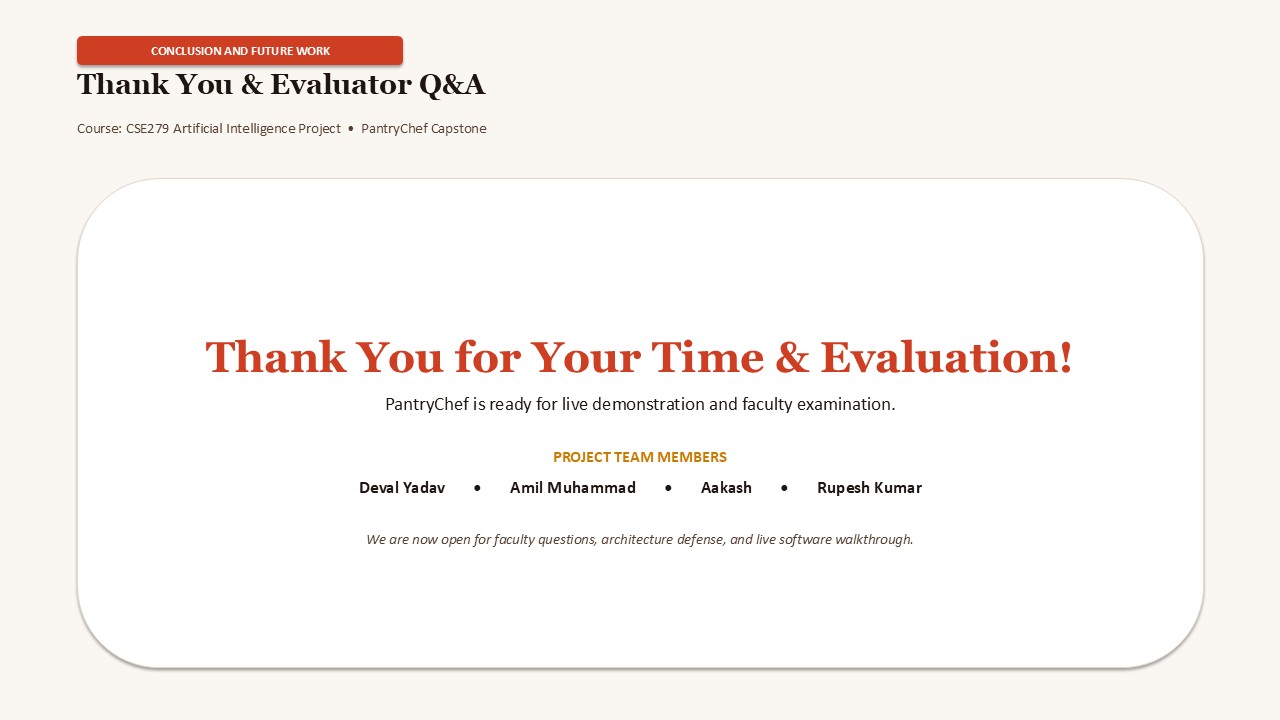 CONCLUSION AND FUTURE WORK
Thank You & Evaluator Q&A
Course: CSE279 Artificial Intelligence Project • PantryChef Capstone
Thank You for Your Time & Evaluation!
PantryChef is ready for live demonstration and faculty examination.
PROJECT TEAM MEMBERS
Deval Yadav • Amil Muhammad • Aakash • Rupesh Kumar
We are now open for faculty questions, architecture defense, and live software walkthrough.